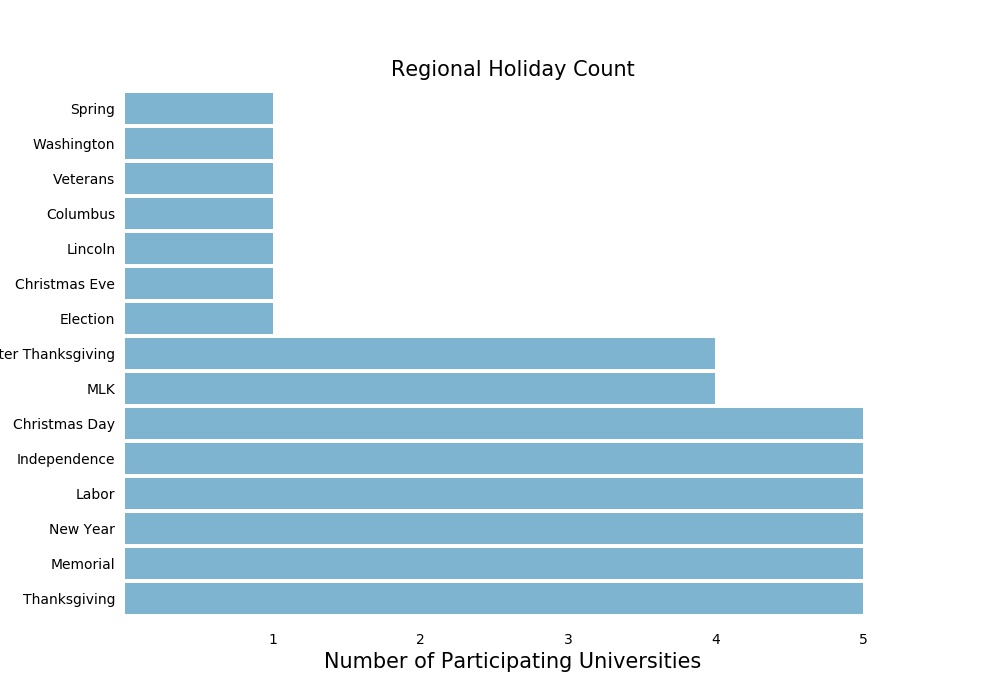 Regional Holiday Count
Spring
Washington
Veterans
Columbus
Lincoln
Christmas Eve
Election
Thanksgiving
MLK
Christmas Day
Independence
Labor
New Year
Memorial
Thanksgiving
1 2 3 4 5
Number of Participating Universities